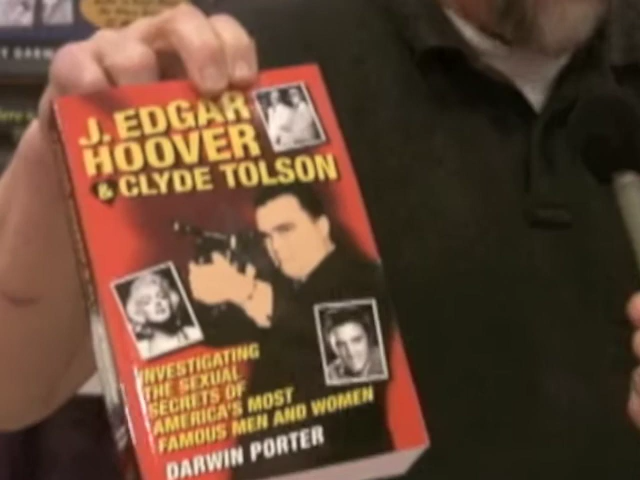 J. EDGAR
HOOVER
& CLYDE TOLSON
INVESTIGATING
THE SEXUAL
SECRETS OF
AMERICA'S MOST
FAMOUS MEN AND WOMEN
DARWIN PORTER